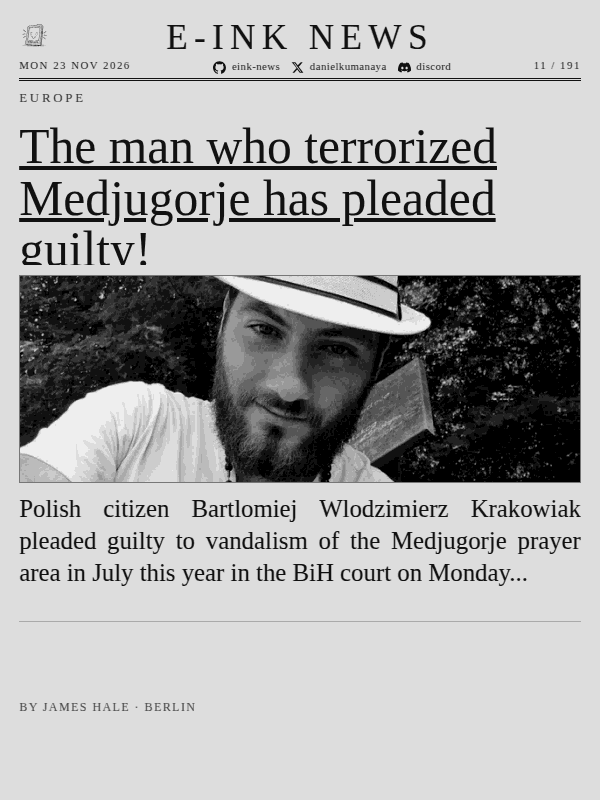 E-INK NEWS
MON 23 NOV 2026 eink-news danielkumanaya discord 11 / 191
EUROPE
The man who terrorized
Medjugorje has pleaded
guilty!
Polish citizen Bartlomiej Wlodzimierz Krakowiak
pleaded guilty to vandalism of the Medjugorje prayer
area in July this year in the BiH court on Monday...
BY JAMES HALE · BERLIN